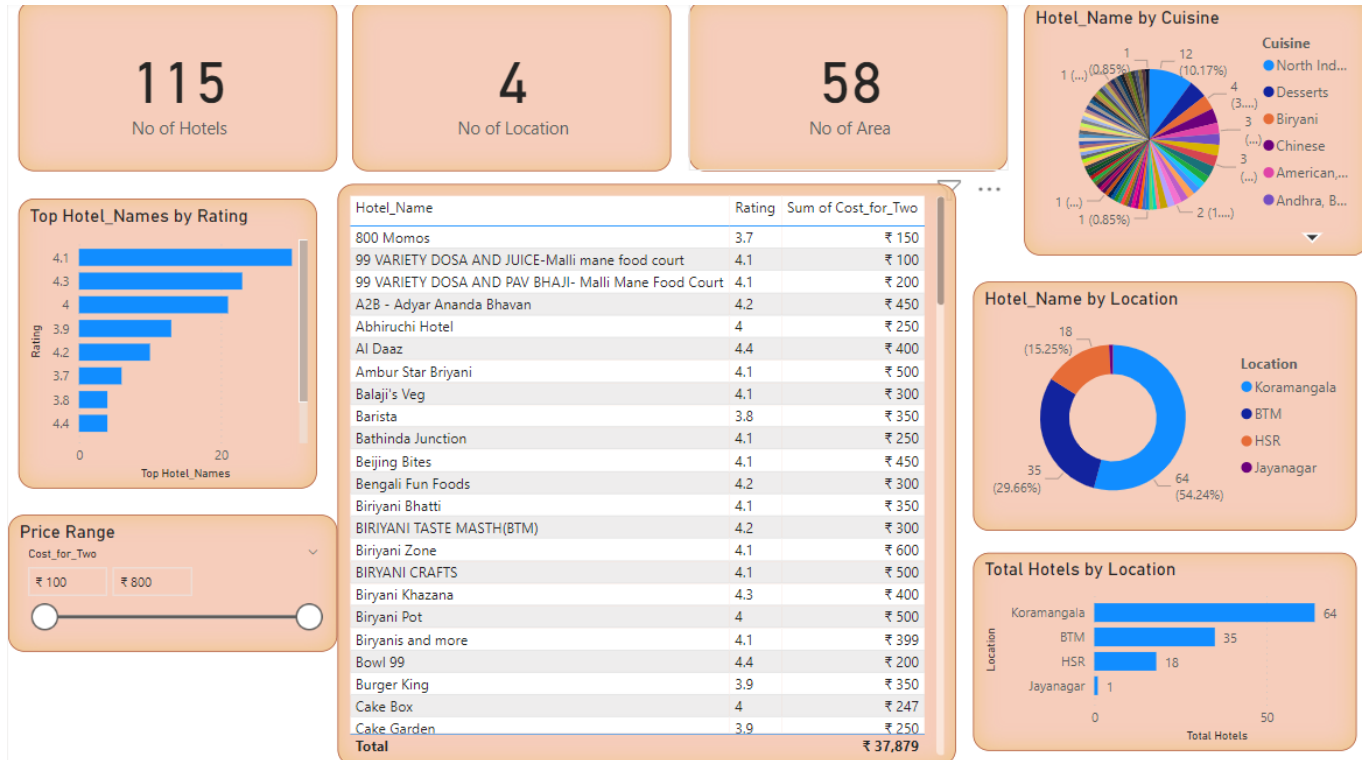 115
No of Hotels
4
No of Location
58
No of Area
Hotel_Name by Cuisine
1
(0.85%)
1 (...)
12
(10.17%)
4
(3....)
3
(...)
3
(...)
2 (1....)
1 (0.85%)
1 (...)
Cuisine
North Ind...
Desserts
Biryani
Chinese
American,...
Andhra, B...
Top Hotel_Names by Rating
Rating
4.1
4.3
4
3.9
4.2
3.7
3.8
4.4
0 20
Top Hotel_Names
Price Range
Cost_for_Two
₹ 100 ₹ 800
Hotel_Name Rating Sum of Cost_for_Two
800 Momos 3.7 ₹ 150
99 VARIETY DOSA AND JUICE-Malli mane food court 4.1 ₹ 100
99 VARIETY DOSA AND PAV BHAJI- Malli Mane Food Court 4.1 ₹ 200
A2B - Adyar Ananda Bhavan 4.2 ₹ 450
Abhiruchi Hotel 4 ₹ 250
Al Daaz 4.4 ₹ 400
Ambur Star Briyani 4.1 ₹ 500
Balaji's Veg 4.1 ₹ 300
Barista 3.8 ₹ 350
Bathinda Junction 4.1 ₹ 250
Beijing Bites 4.1 ₹ 450
Bengali Fun Foods 4.2 ₹ 300
Biriyani Bhatti 4.1 ₹ 350
BIRIYANI TASTE MASTH(BTM) 4.2 ₹ 300
Biriyani Zone 4.1 ₹ 600
BIRYANI CRAFTS 4.1 ₹ 500
Biryani Khazana 4.3 ₹ 400
Biryani Pot 4 ₹ 500
Biryanis and more 4.1 ₹ 399
Bowl 99 4.4 ₹ 200
Burger King 3.9 ₹ 350
Cake Box 4 ₹ 247
Cake Garden 3.9 ₹ 250
Total ₹ 37,879
Hotel_Name by Location
18
(15.25%)
35
(29.66%)
64
(54.24%)
Location
Koramangala
BTM
HSR
Jayanagar
Total Hotels by Location
Location
Koramangala 64
BTM 35
HSR 18
Jayanagar 1
0 50
Total Hotels